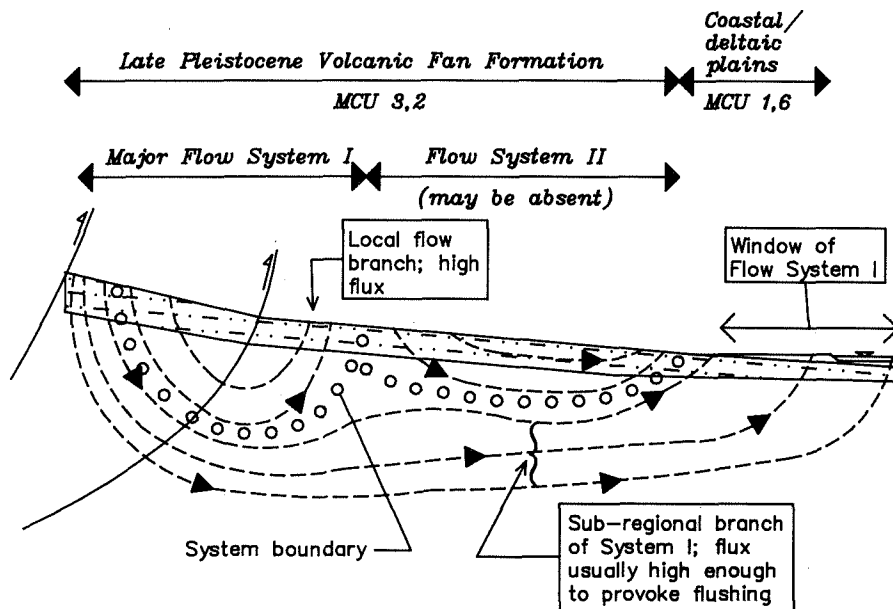 Coastal/
deltaic
plains
Late Pleistocene Volcanic Fan Formation
MCU 3,2
MCU 1,6
Major Flow System I
Flow System II
(may be absent)
Local flow
branch; high
flux
Window of
Flow System I
System boundary
Sub-regional branch
of System I; flux
usually high enough
to provoke flushing